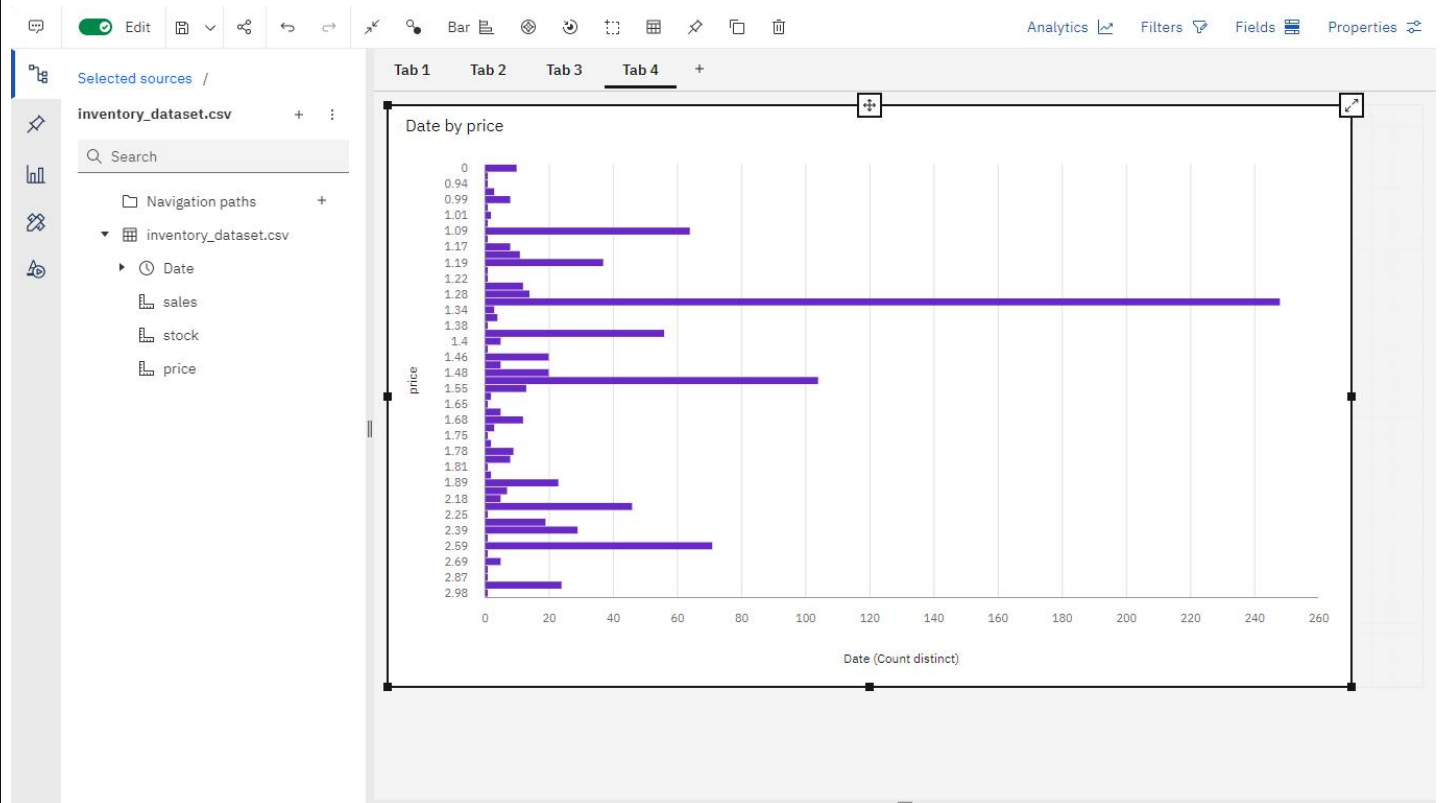 Edit
Bar
Analytics Filters Fields Properties
Selected sources /
Tab 1 Tab 2 Tab 3 Tab 4 +
inventory_dataset.csv +
Search
Navigation paths +
inventory_dataset.csv
Date
sales
stock
price
Date by price
0
0.94
0.99
1.01
1.09
1.17
1.19
1.22
1.28
1.34
1.38
1.4
1.46
1.48
1.55
1.65
1.68
1.75
1.78
1.81
1.89
2.18
2.25
2.39
2.59
2.69
2.87
2.98
price
0 20 40 60 80 100 120 140 160 180 200 220 240 260
Date (Count distinct)